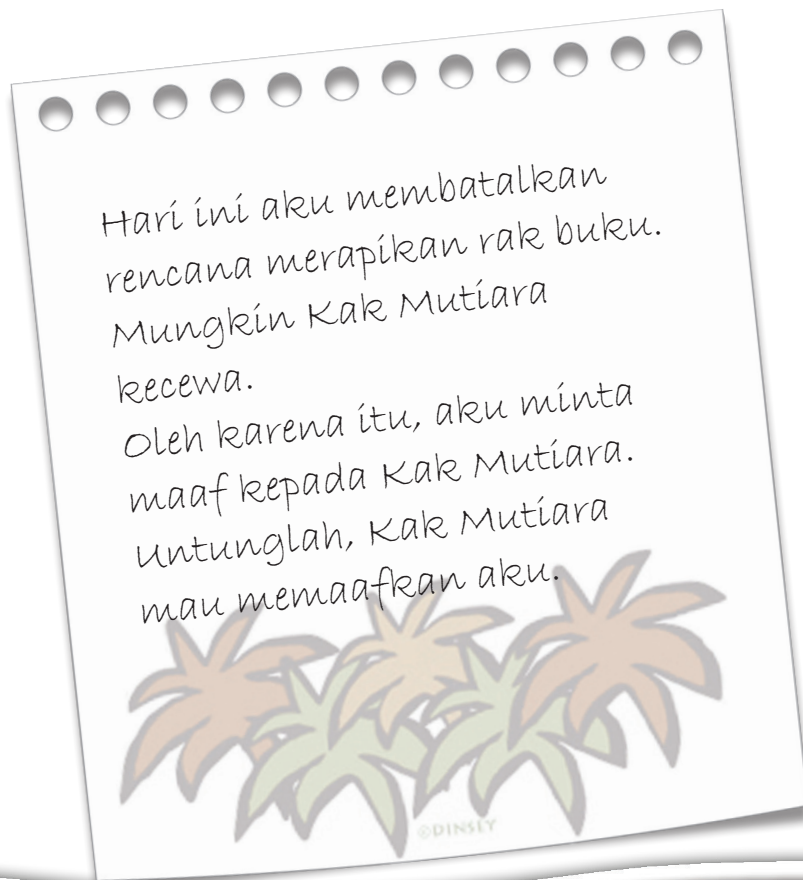 Hari ini aku membatalkan
rencana merapikan rak buku.
Mungkin Kak Mutiara
kecewa.
Oleh karena itu, aku minta
maaf kepada Kak Mutiara.
Untunglah, Kak Mutiara
mau memaafkan aku.
©DINSEY